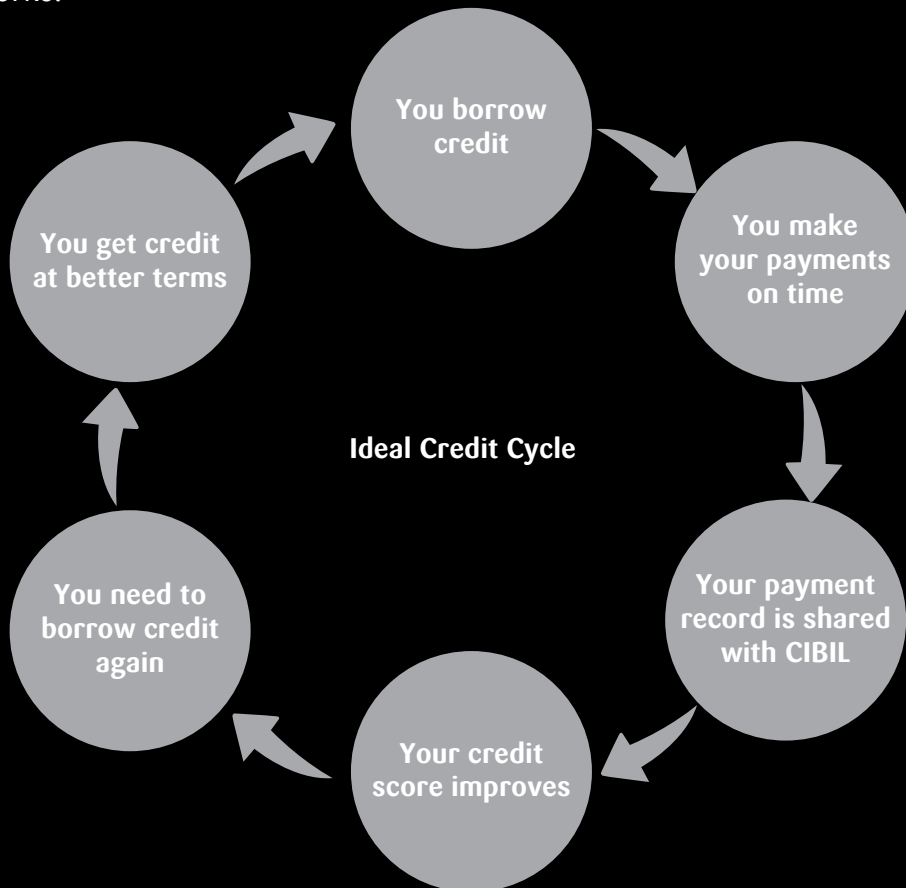 You borrow
credit
You make
your payments
on time
Your payment
record is shared
with CIBIL
Your credit
score improves
You need to
borrow credit
again
You get credit
at better terms
Ideal Credit Cycle